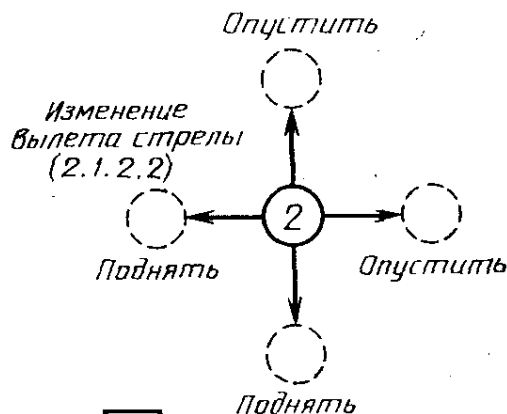 Опустить
Изменение
вылета стрелы
(2.1.2.2)
2
Поднять
Опустить
Поднять